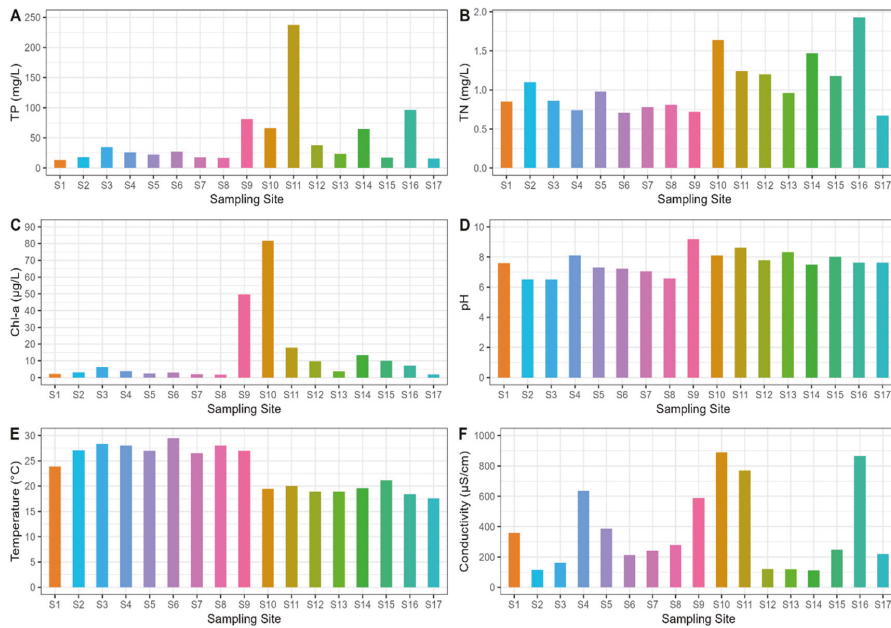 A
TP (mg/L)
250
200
150
100
50
0
S1 S2 S3 S4 S5 S6 S7 S8 S9 S10 S11 S12 S13 S14 S15 S16 S17
Sampling Site
B
TN (mg/L)
2.0
1.5
1.0
0.5
0.0
S1 S2 S3 S4 S5 S6 S7 S8 S9 S10 S11 S12 S13 S14 S15 S16 S17
Sampling Site
C
Chl-a (µg/L)
90
80
70
60
50
40
30
20
10
0
S1 S2 S3 S4 S5 S6 S7 S8 S9 S10 S11 S12 S13 S14 S15 S16 S17
Sampling Site
D
pH
10
8
6
4
2
0
S1 S2 S3 S4 S5 S6 S7 S8 S9 S10 S11 S12 S13 S14 S15 S16 S17
Sampling Site
E
Temperature (°C)
30
25
20
15
10
5
0
S1 S2 S3 S4 S5 S6 S7 S8 S9 S10 S11 S12 S13 S14 S15 S16 S17
Sampling Site
F
Conductivity (µS/cm)
1000
800
600
400
200
0
S1 S2 S3 S4 S5 S6 S7 S8 S9 S10 S11 S12 S13 S14 S15 S16 S17
Sampling Site